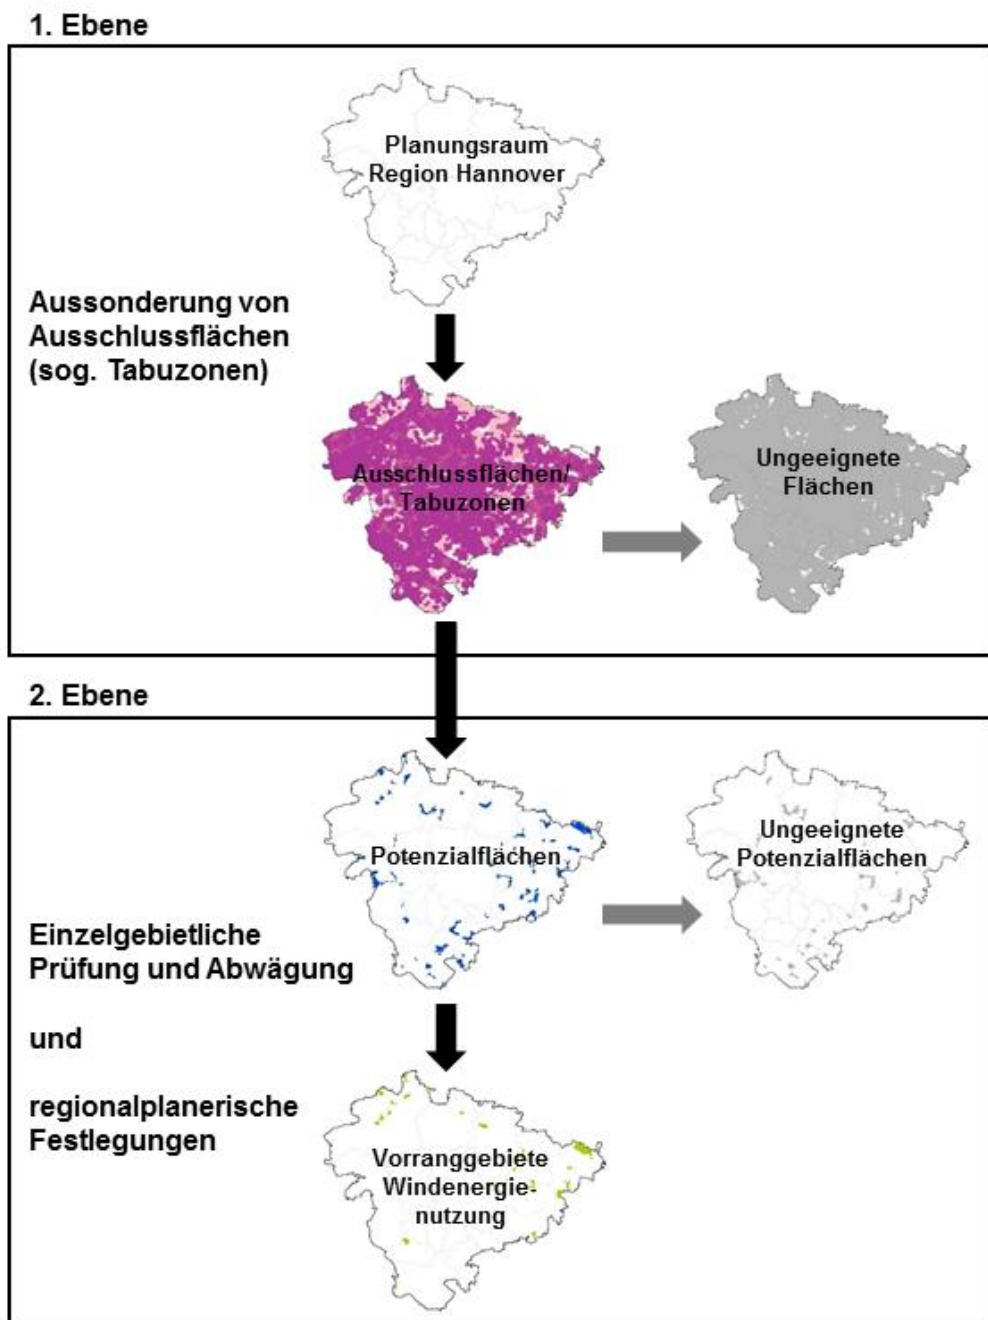 1. Ebene
Planungsraum
Region Hannover
Aussonderung von
Ausschlussflächen
(sog. Tabuzonen)
Ausschlussflächen/
Tabuzonen
Ungeeignete
Flächen
2. Ebene
Potenzialflächen
Ungeeignete
Potenzialflächen
Einzelgebietliche
Prüfung und Abwägung
und
regionalplanerische
Festlegungen
Vorranggebiete
Windenergie-
nutzung